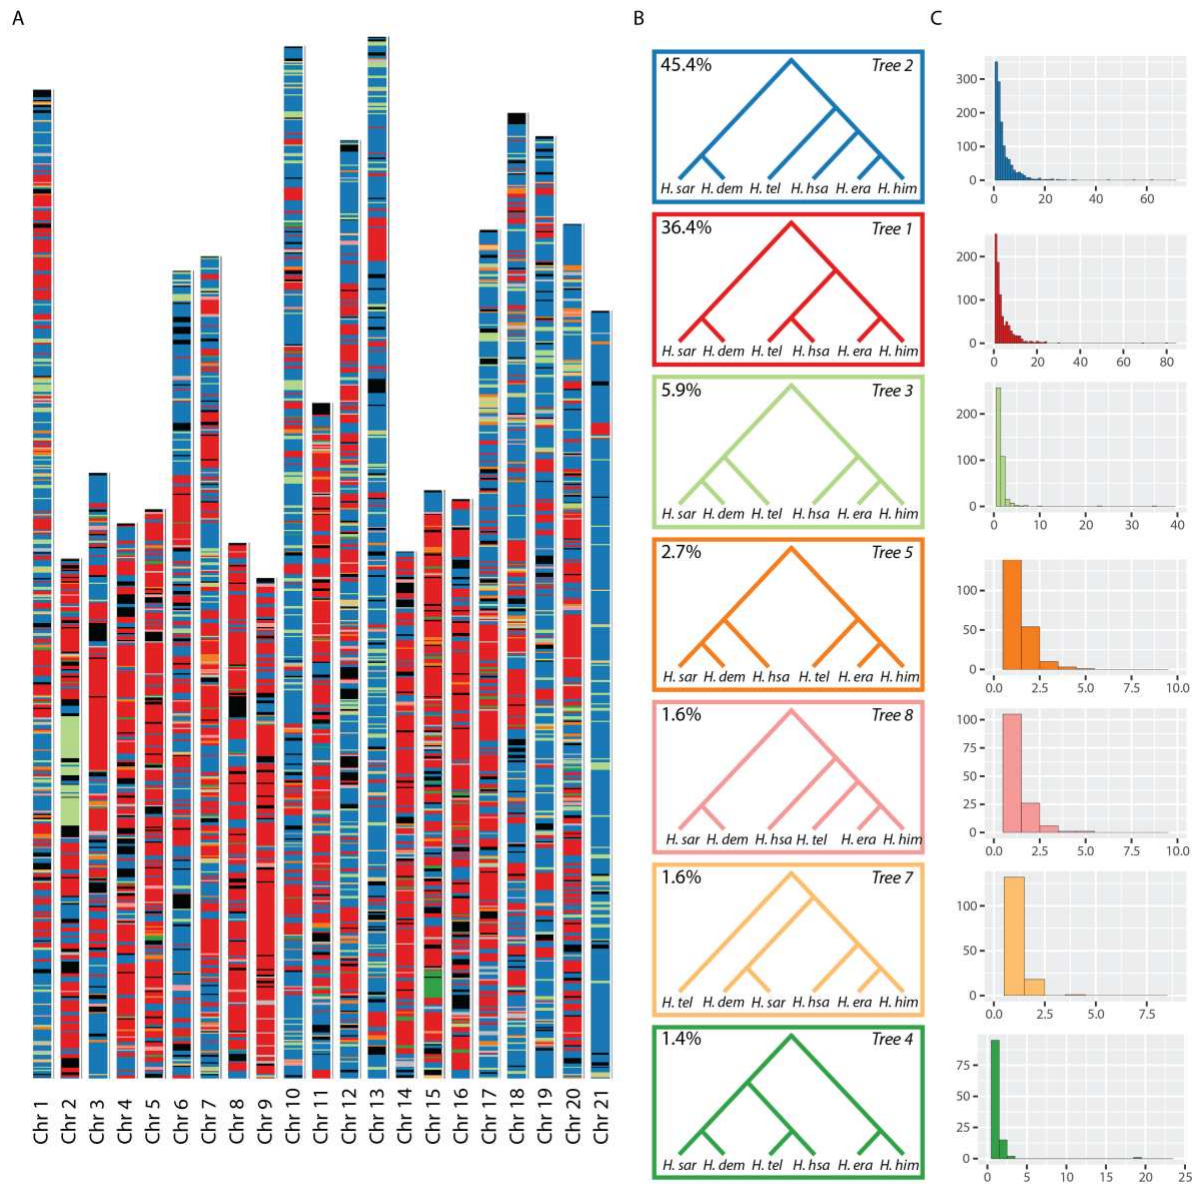 A
B
C
45.4%
Tree 2
H. sar H. dem H. tel H. hsa H. era H. him
300
200
100
0
0 20 40 60
36.4%
Tree 1
H. sar H. dem H. tel H. hsa H. era H. him
200
100
0
0 20 40 60 80
5.9%
Tree 3
H. sar H. dem H. tel H. hsa H. era H. him
200
100
0
0 10 20 30 40
2.7%
Tree 5
H. sar H. dem H. hsa H. tel H. era H. him
100
50
0
0.0 2.5 5.0 7.5 10.0
1.6%
Tree 8
H. sar H. dem H. hsa H. tel H. era H. him
100
75
50
25
0
0.0 2.5 5.0 7.5 10.0
1.6%
Tree 7
H. tel H. dem H. sar H. hsa H. era H. him
100
50
0
0.0 2.5 5.0 7.5
1.4%
Tree 4
H. sar H. dem H. tel H. hsa H. era H. him
75
50
25
0
0 5 10 15 20 25
Chr 1
Chr 2
Chr 3
Chr 4
Chr 5
Chr 6
Chr 7
Chr 8
Chr 9
Chr 10
Chr 11
Chr 12
Chr 13
Chr 14
Chr 15
Chr 16
Chr 17
Chr 18
Chr 19
Chr 20
Chr 21